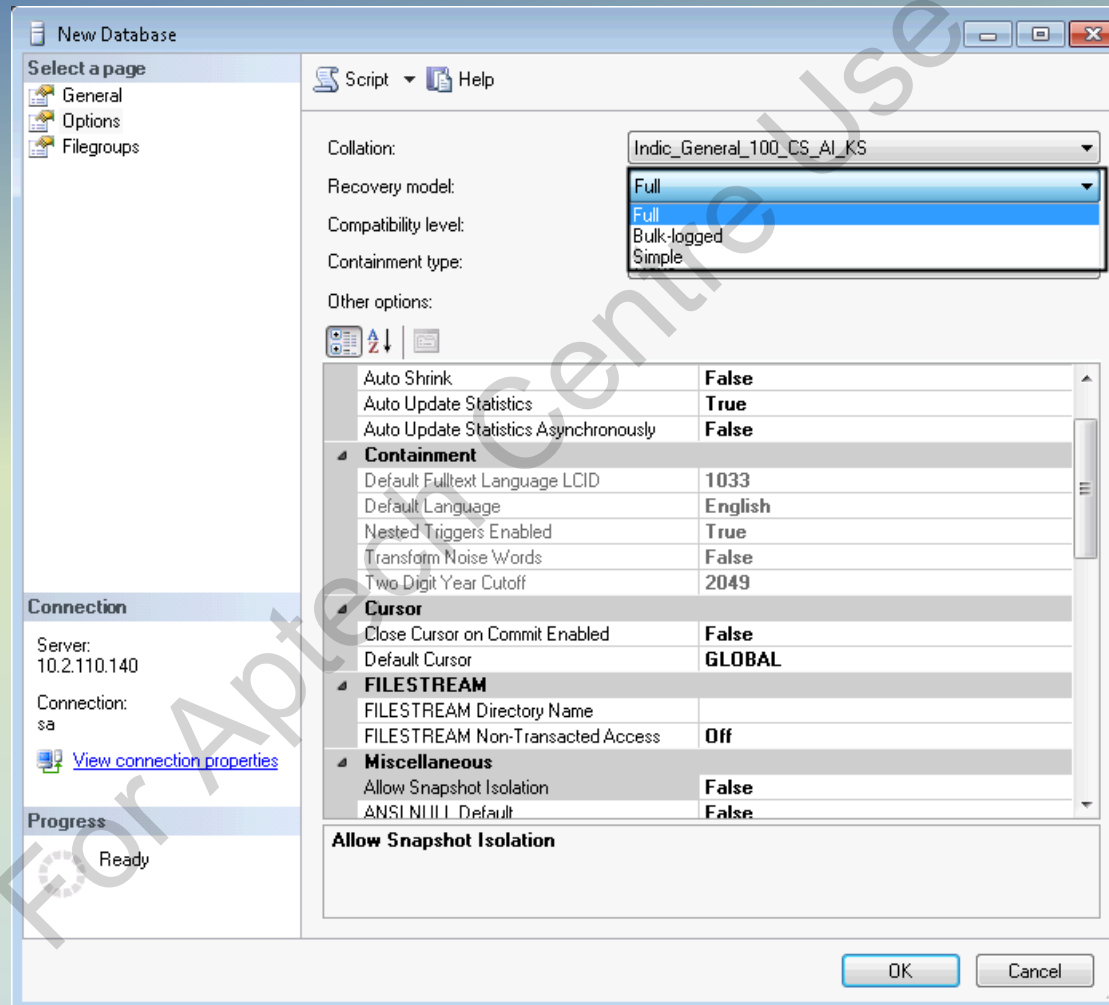 New Database
Select a page
General
Options
Filegroups
Script Help
Collation: Indic_General_100_CS_AI_KS
Recovery model: Full
Full
Compatibility level:
Bulk-logged
Simple
Containment type:
Other options:
Auto Shrink False
Auto Update Statistics True
Auto Update Statistics Asynchronously False
Containment
Default Fulltext Language LCID 1033
Default Language English
Nested Triggers Enabled True
Transform Noise Words False
Two Digit Year Cutoff 2049
Cursor
Close Cursor on Commit Enabled False
Default Cursor GLOBAL
FILESTREAM
FILESTREAM Directory Name
FILESTREAM Non-Transacted Access Off
Miscellaneous
Allow Snapshot Isolation False
ANSI NULL Default False
Allow Snapshot Isolation
Connection
Server:
10.2.110.140
Connection:
sa
View connection properties
Progress
Ready
OK Cancel
For Aptech Centre Use